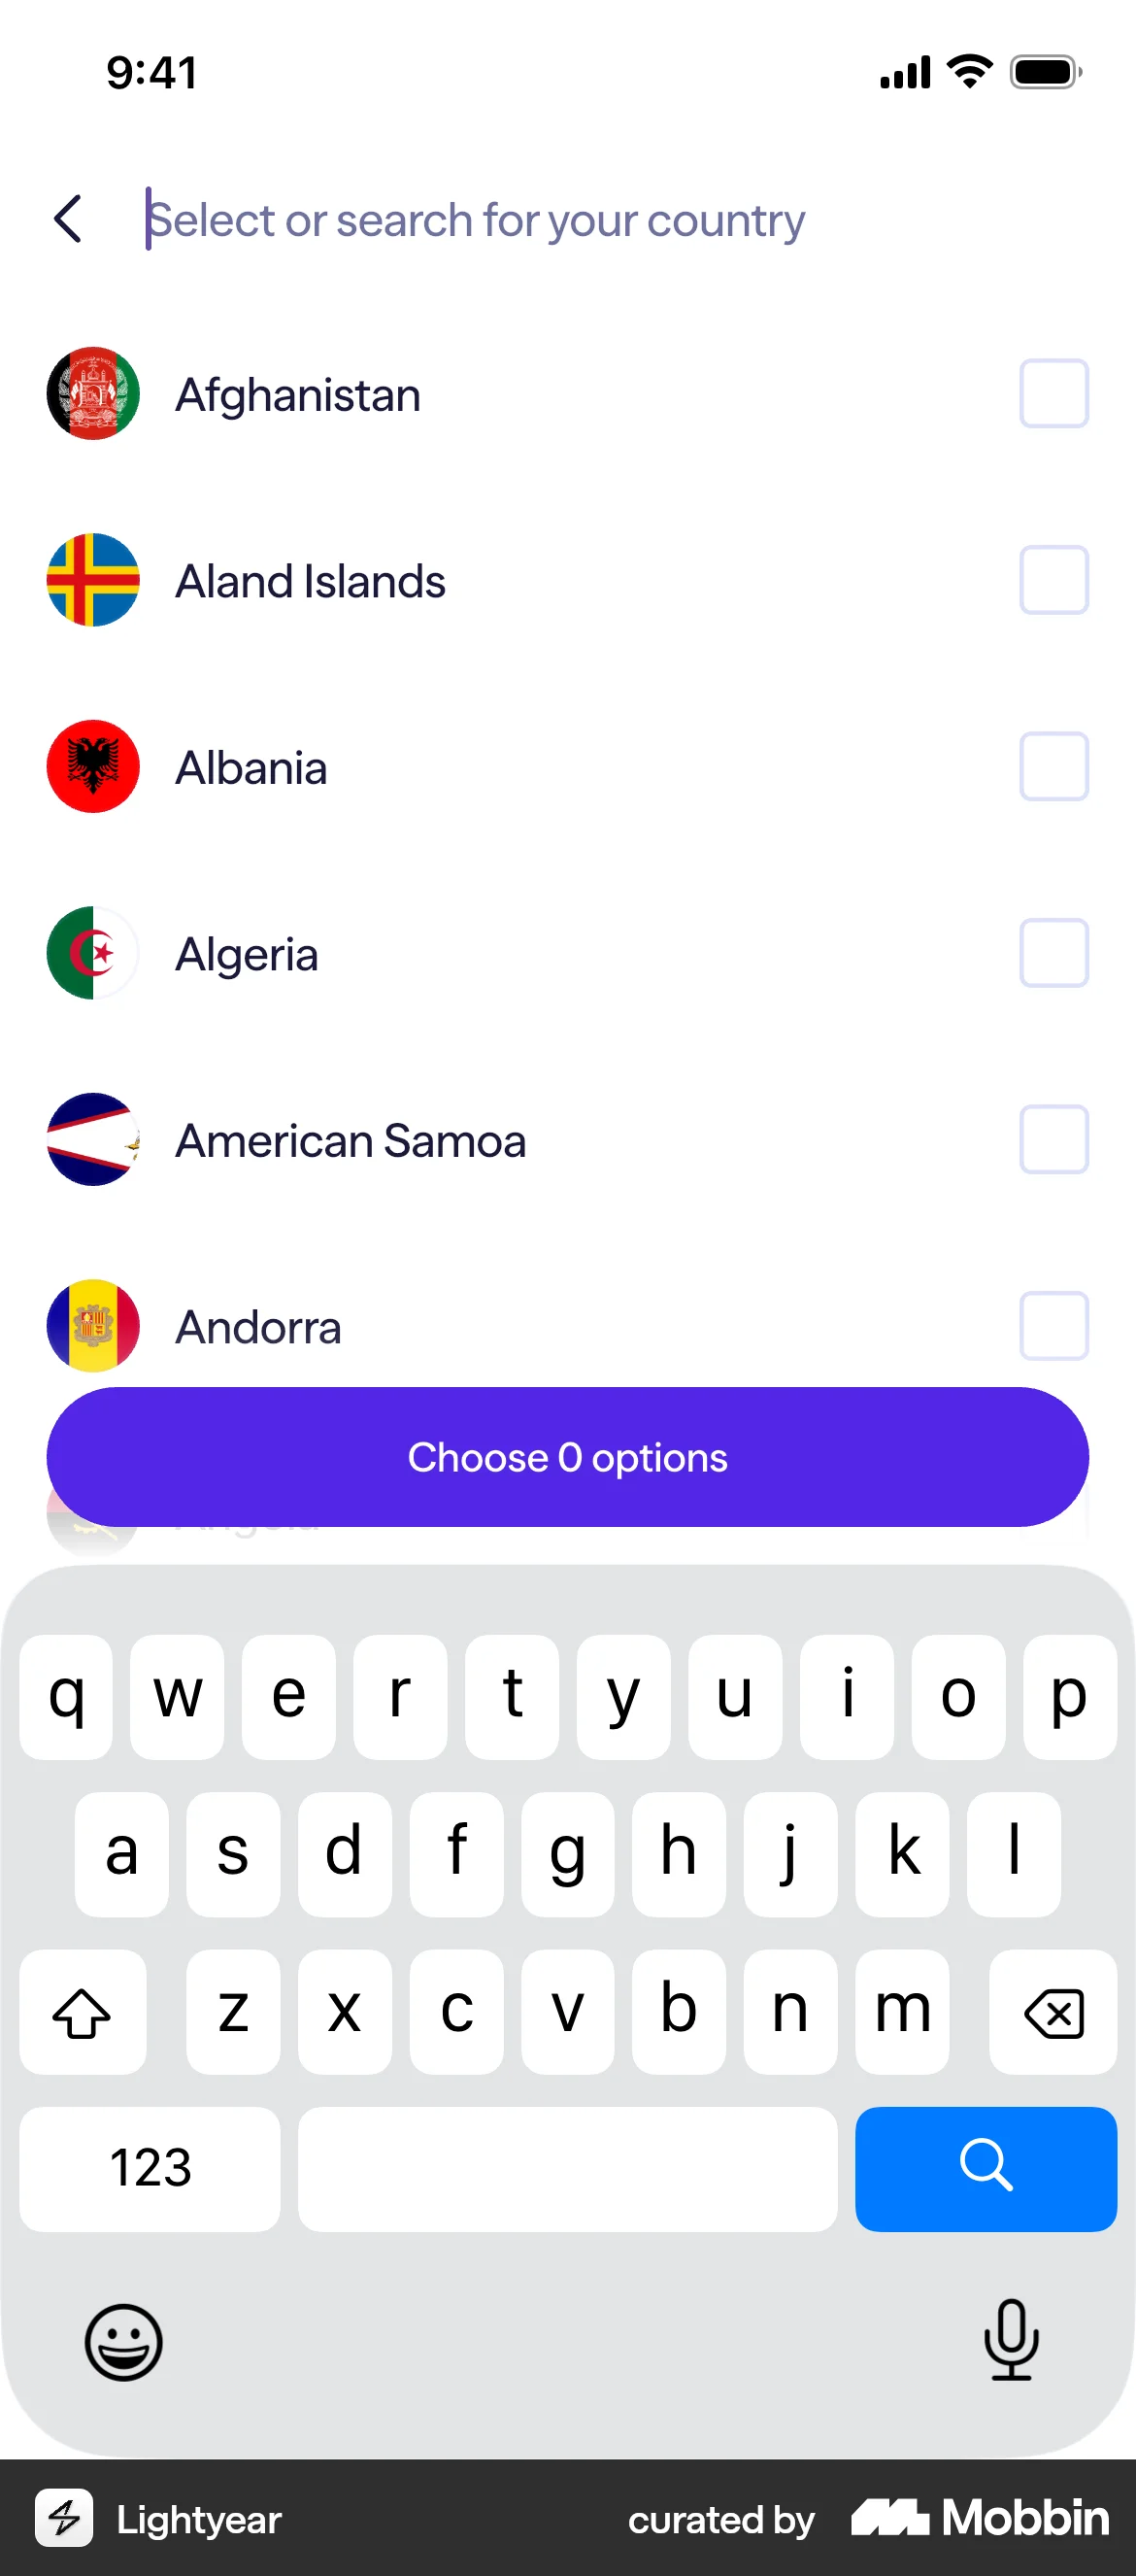 9:41
Select or search for your country
Afghanistan
Aland Islands
Albania
Algeria
American Samoa
Andorra
Choose 0 options
Angola
q w e r t y u i o p
a s d f g h j k l
z x c v b n m
123
Lightyear curated by Mobbin